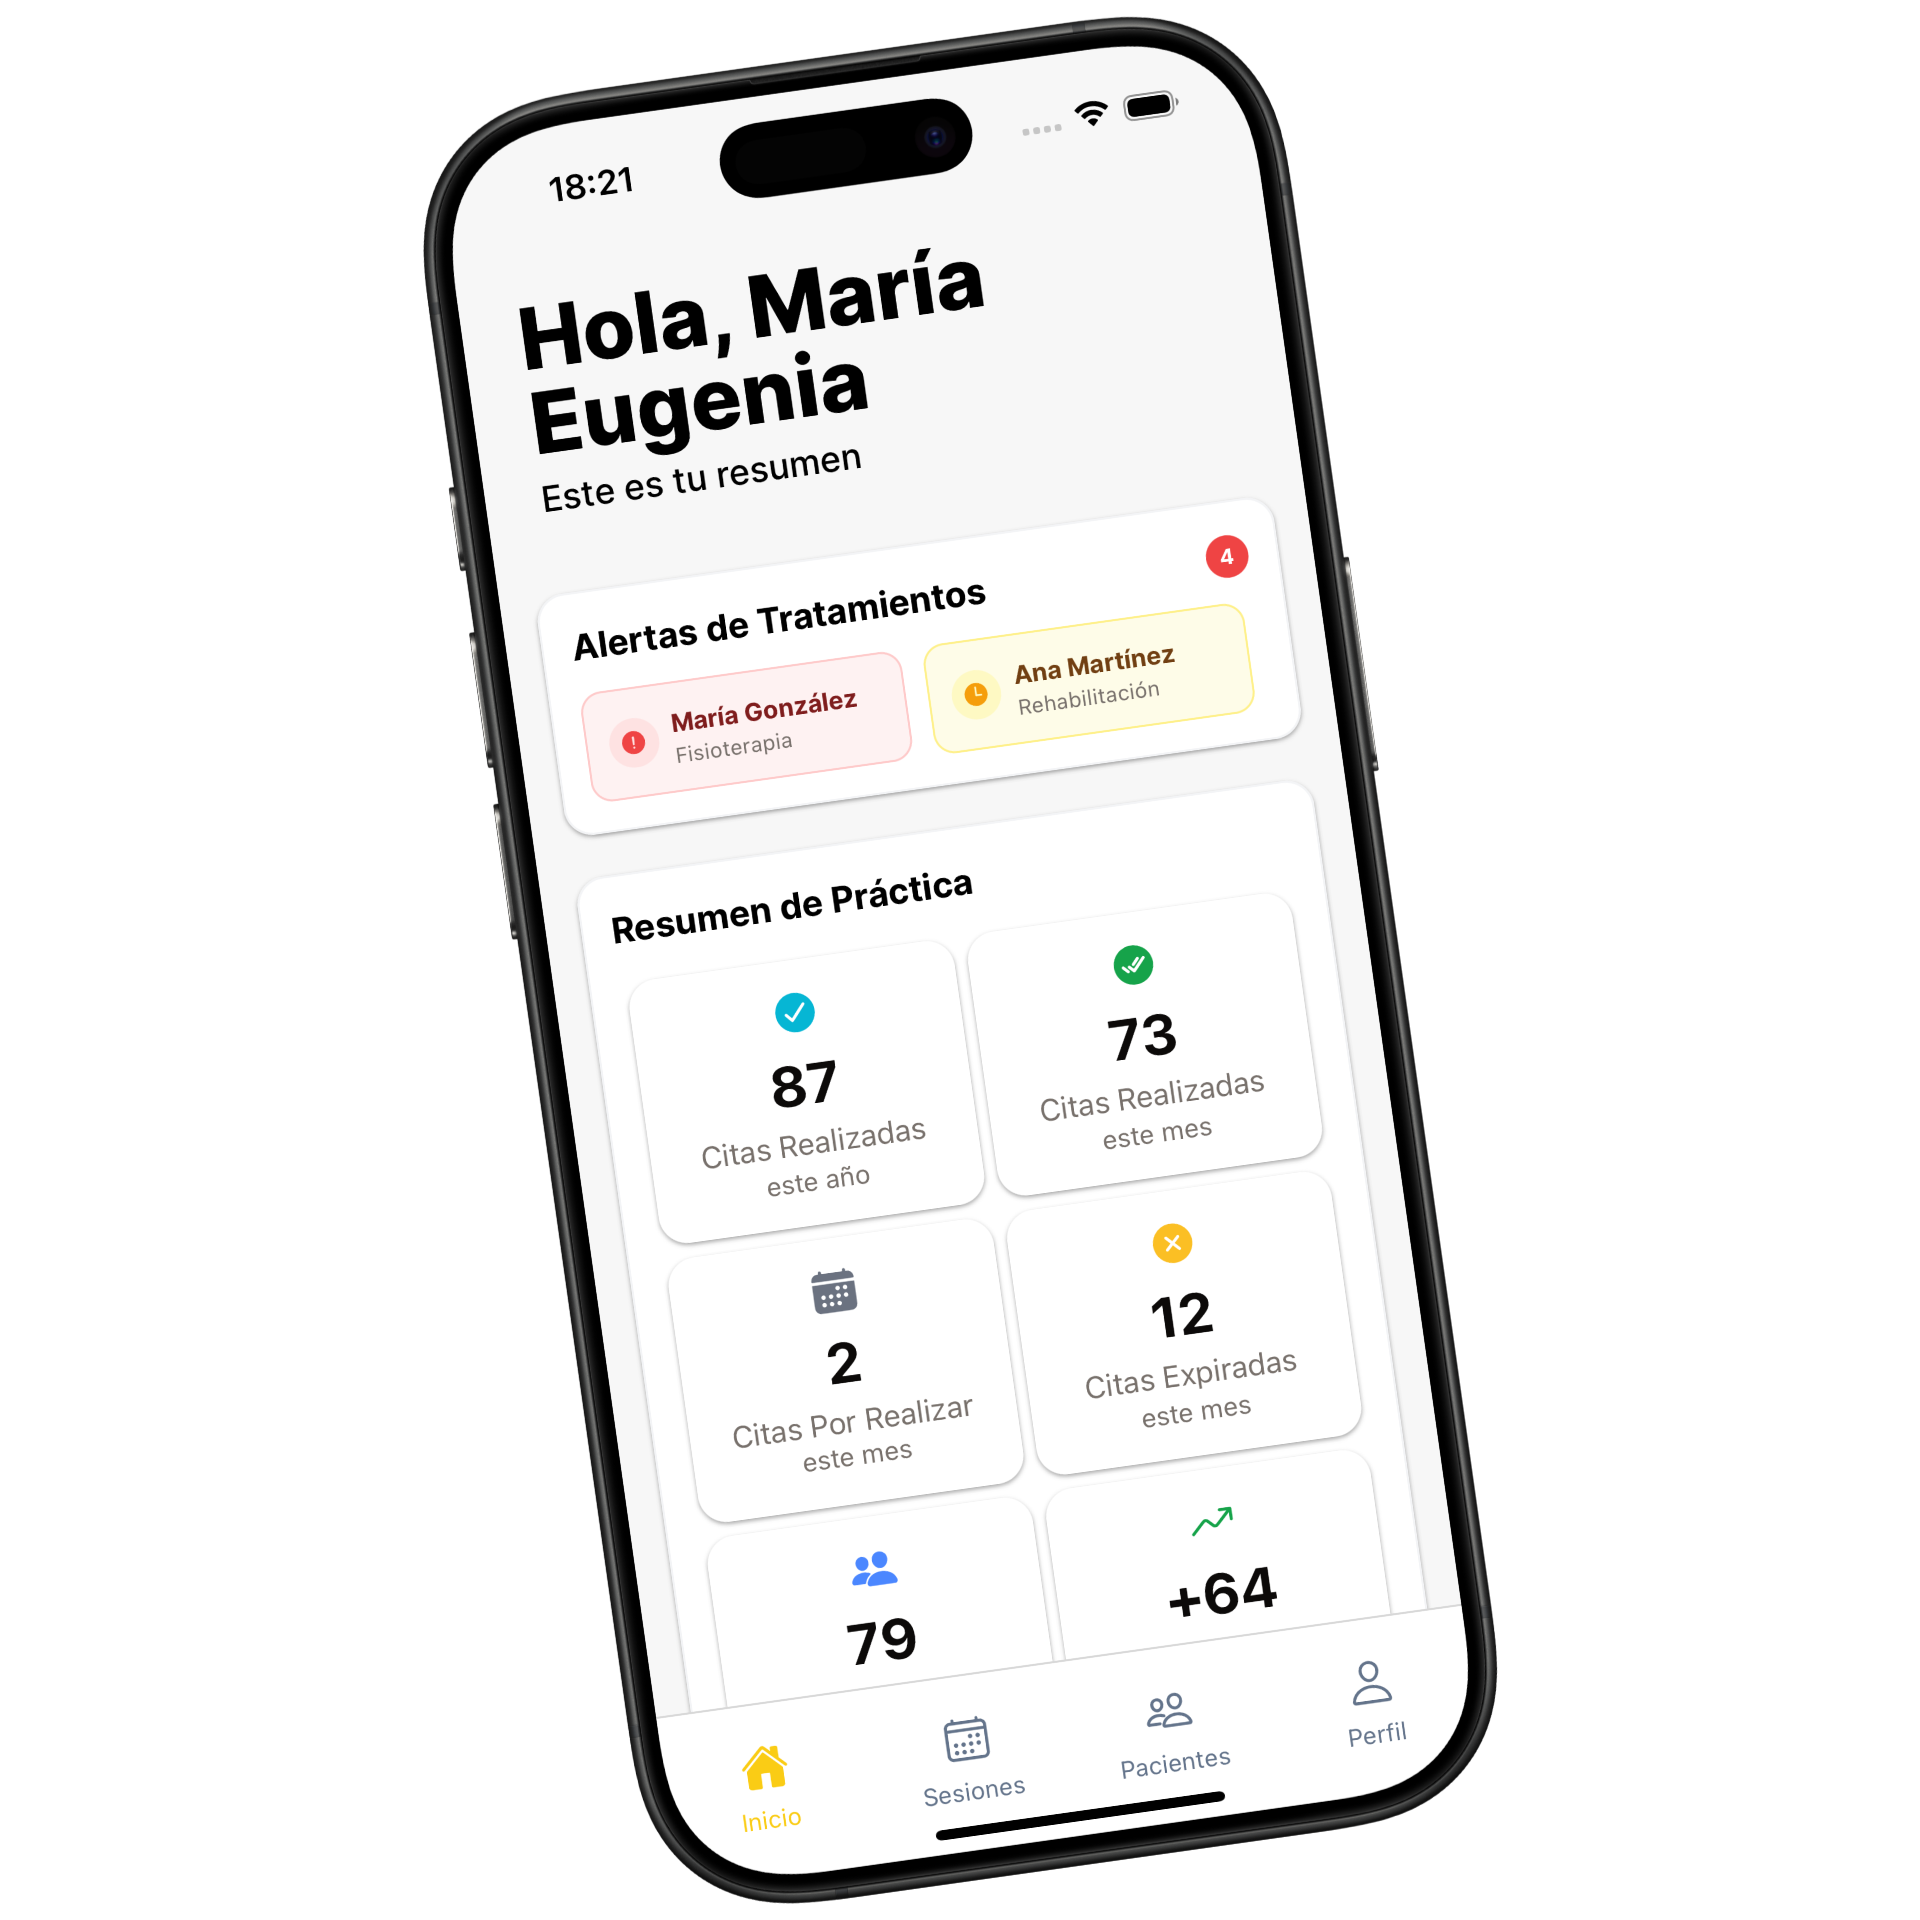 18:21
Hola, María
Eugenia
Este es tu resumen
Alertas de Tratamientos
4
María González
Fisioterapia
Ana Martínez
Rehabilitación
Resumen de Práctica
87
Citas Realizadas
este año
73
Citas Realizadas
este mes
2
Citas Por Realizar
este mes
12
Citas Expiradas
este mes
79
+64
Inicio
Sesiones
Pacientes
Perfil